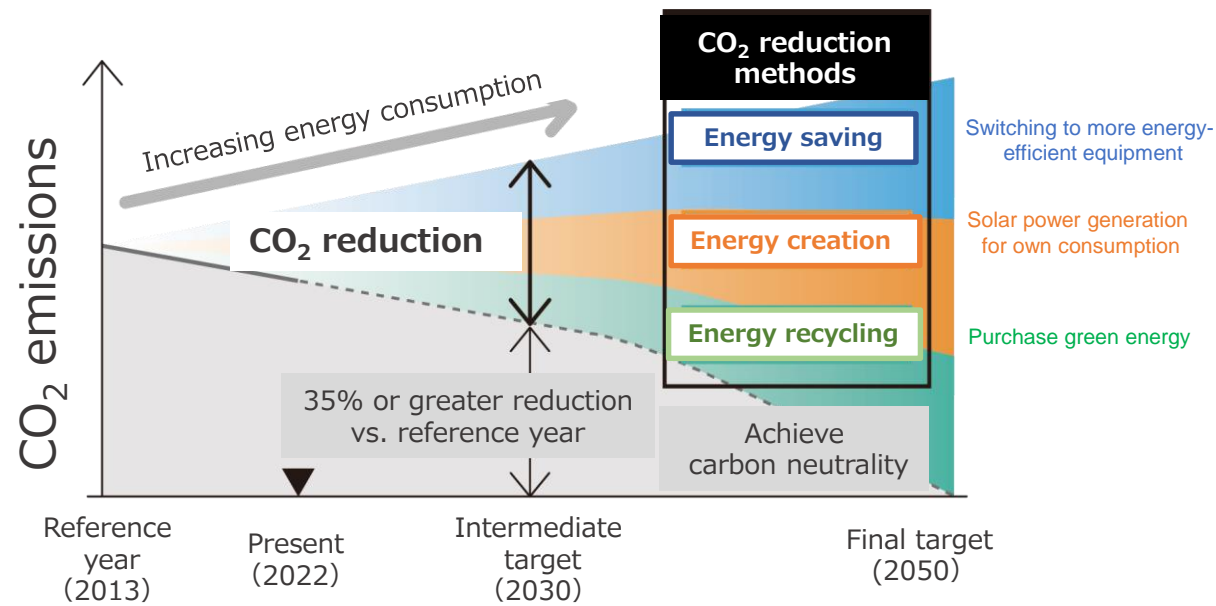 CO₂ reduction
methods
Increasing energy consumption
CO₂ emissions
Energy saving
Switching to more energy-
efficient equipment
CO₂ reduction
Energy creation
Solar power generation
for own consumption
Energy recycling
Purchase green energy
35% or greater reduction
vs. reference year
Achieve
carbon neutrality
Reference
year
(2013)
Present
(2022)
Intermediate
target
(2030)
Final target
(2050)